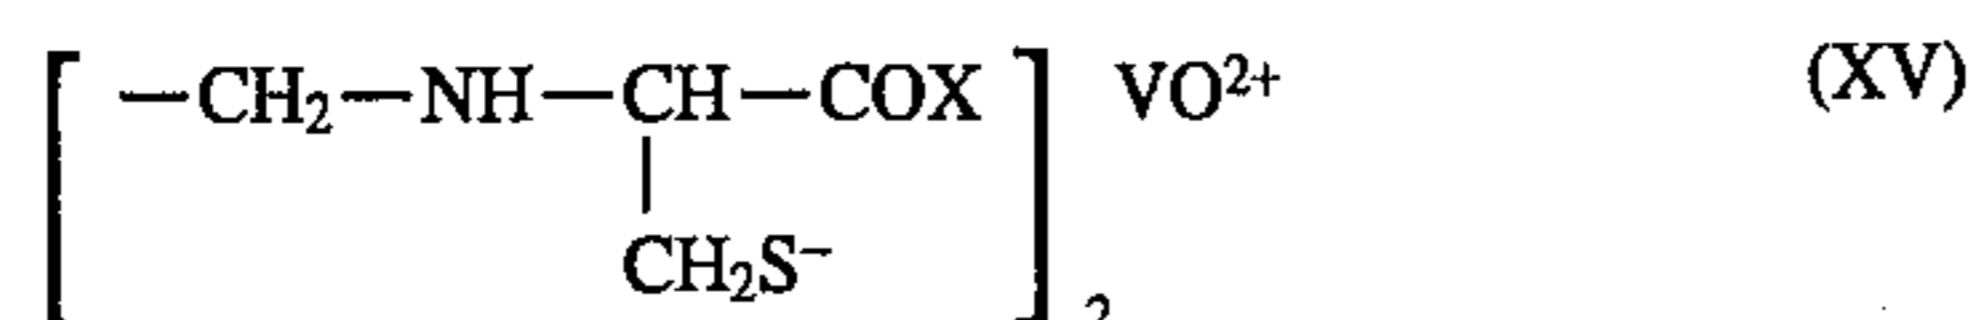 [ —CH₂—NH—CH—COX ]₂ VO²⁺ (XV)
CH₂S⁻